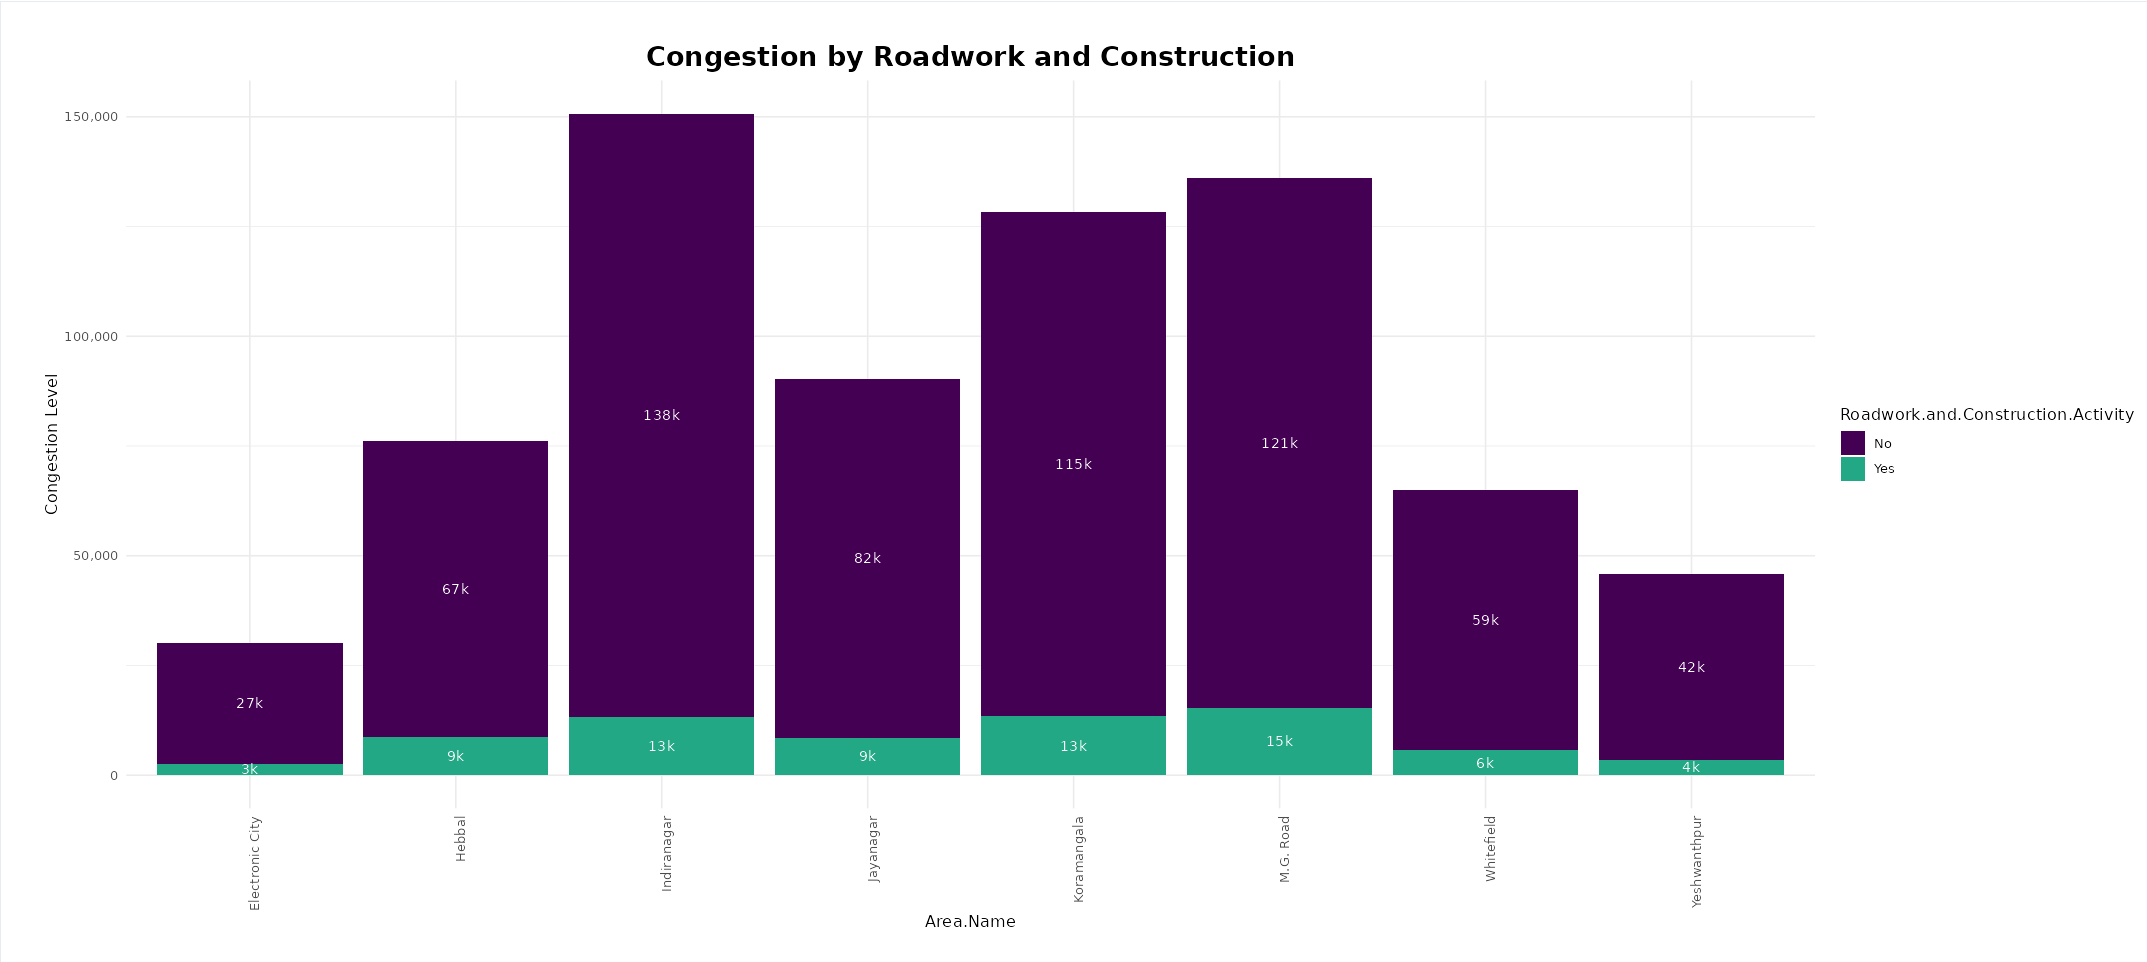 Congestion by Roadwork and Construction
150,000
100,000
50,000
0
Congestion Level
138k
121k
115k
82k
67k
59k
42k
27k
3k
9k
13k
9k
13k
15k
6k
4k
Electronic City
Hebbal
Indiranagar
Jayanagar
Koramangala
M.G. Road
Whitefield
Yeshwanthpur
Area.Name
Roadwork.and.Construction.Activity
No
Yes